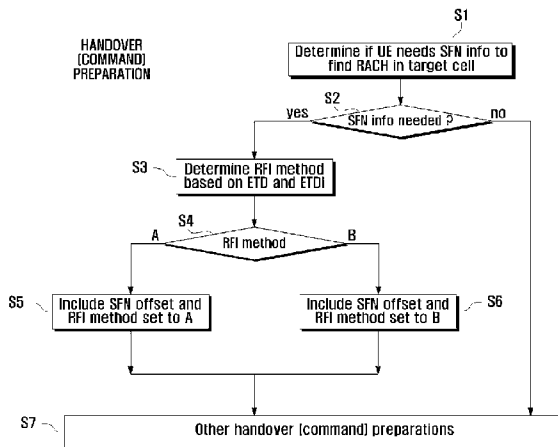 S1
HANDOVER
(COMMAND)
PREPARATION
Determine if UE needs SFN info to
find RACH in target cell
S2
yes
SFN info needed ?
no
S3
Determine RFI method
based on ETD and ETDi
S4
A
RFI method
B
S5
Include SFN offset and
RFI method set to A
Include SFN offset and
RFI method set to B
S6
S7
Other handover (command) preparations